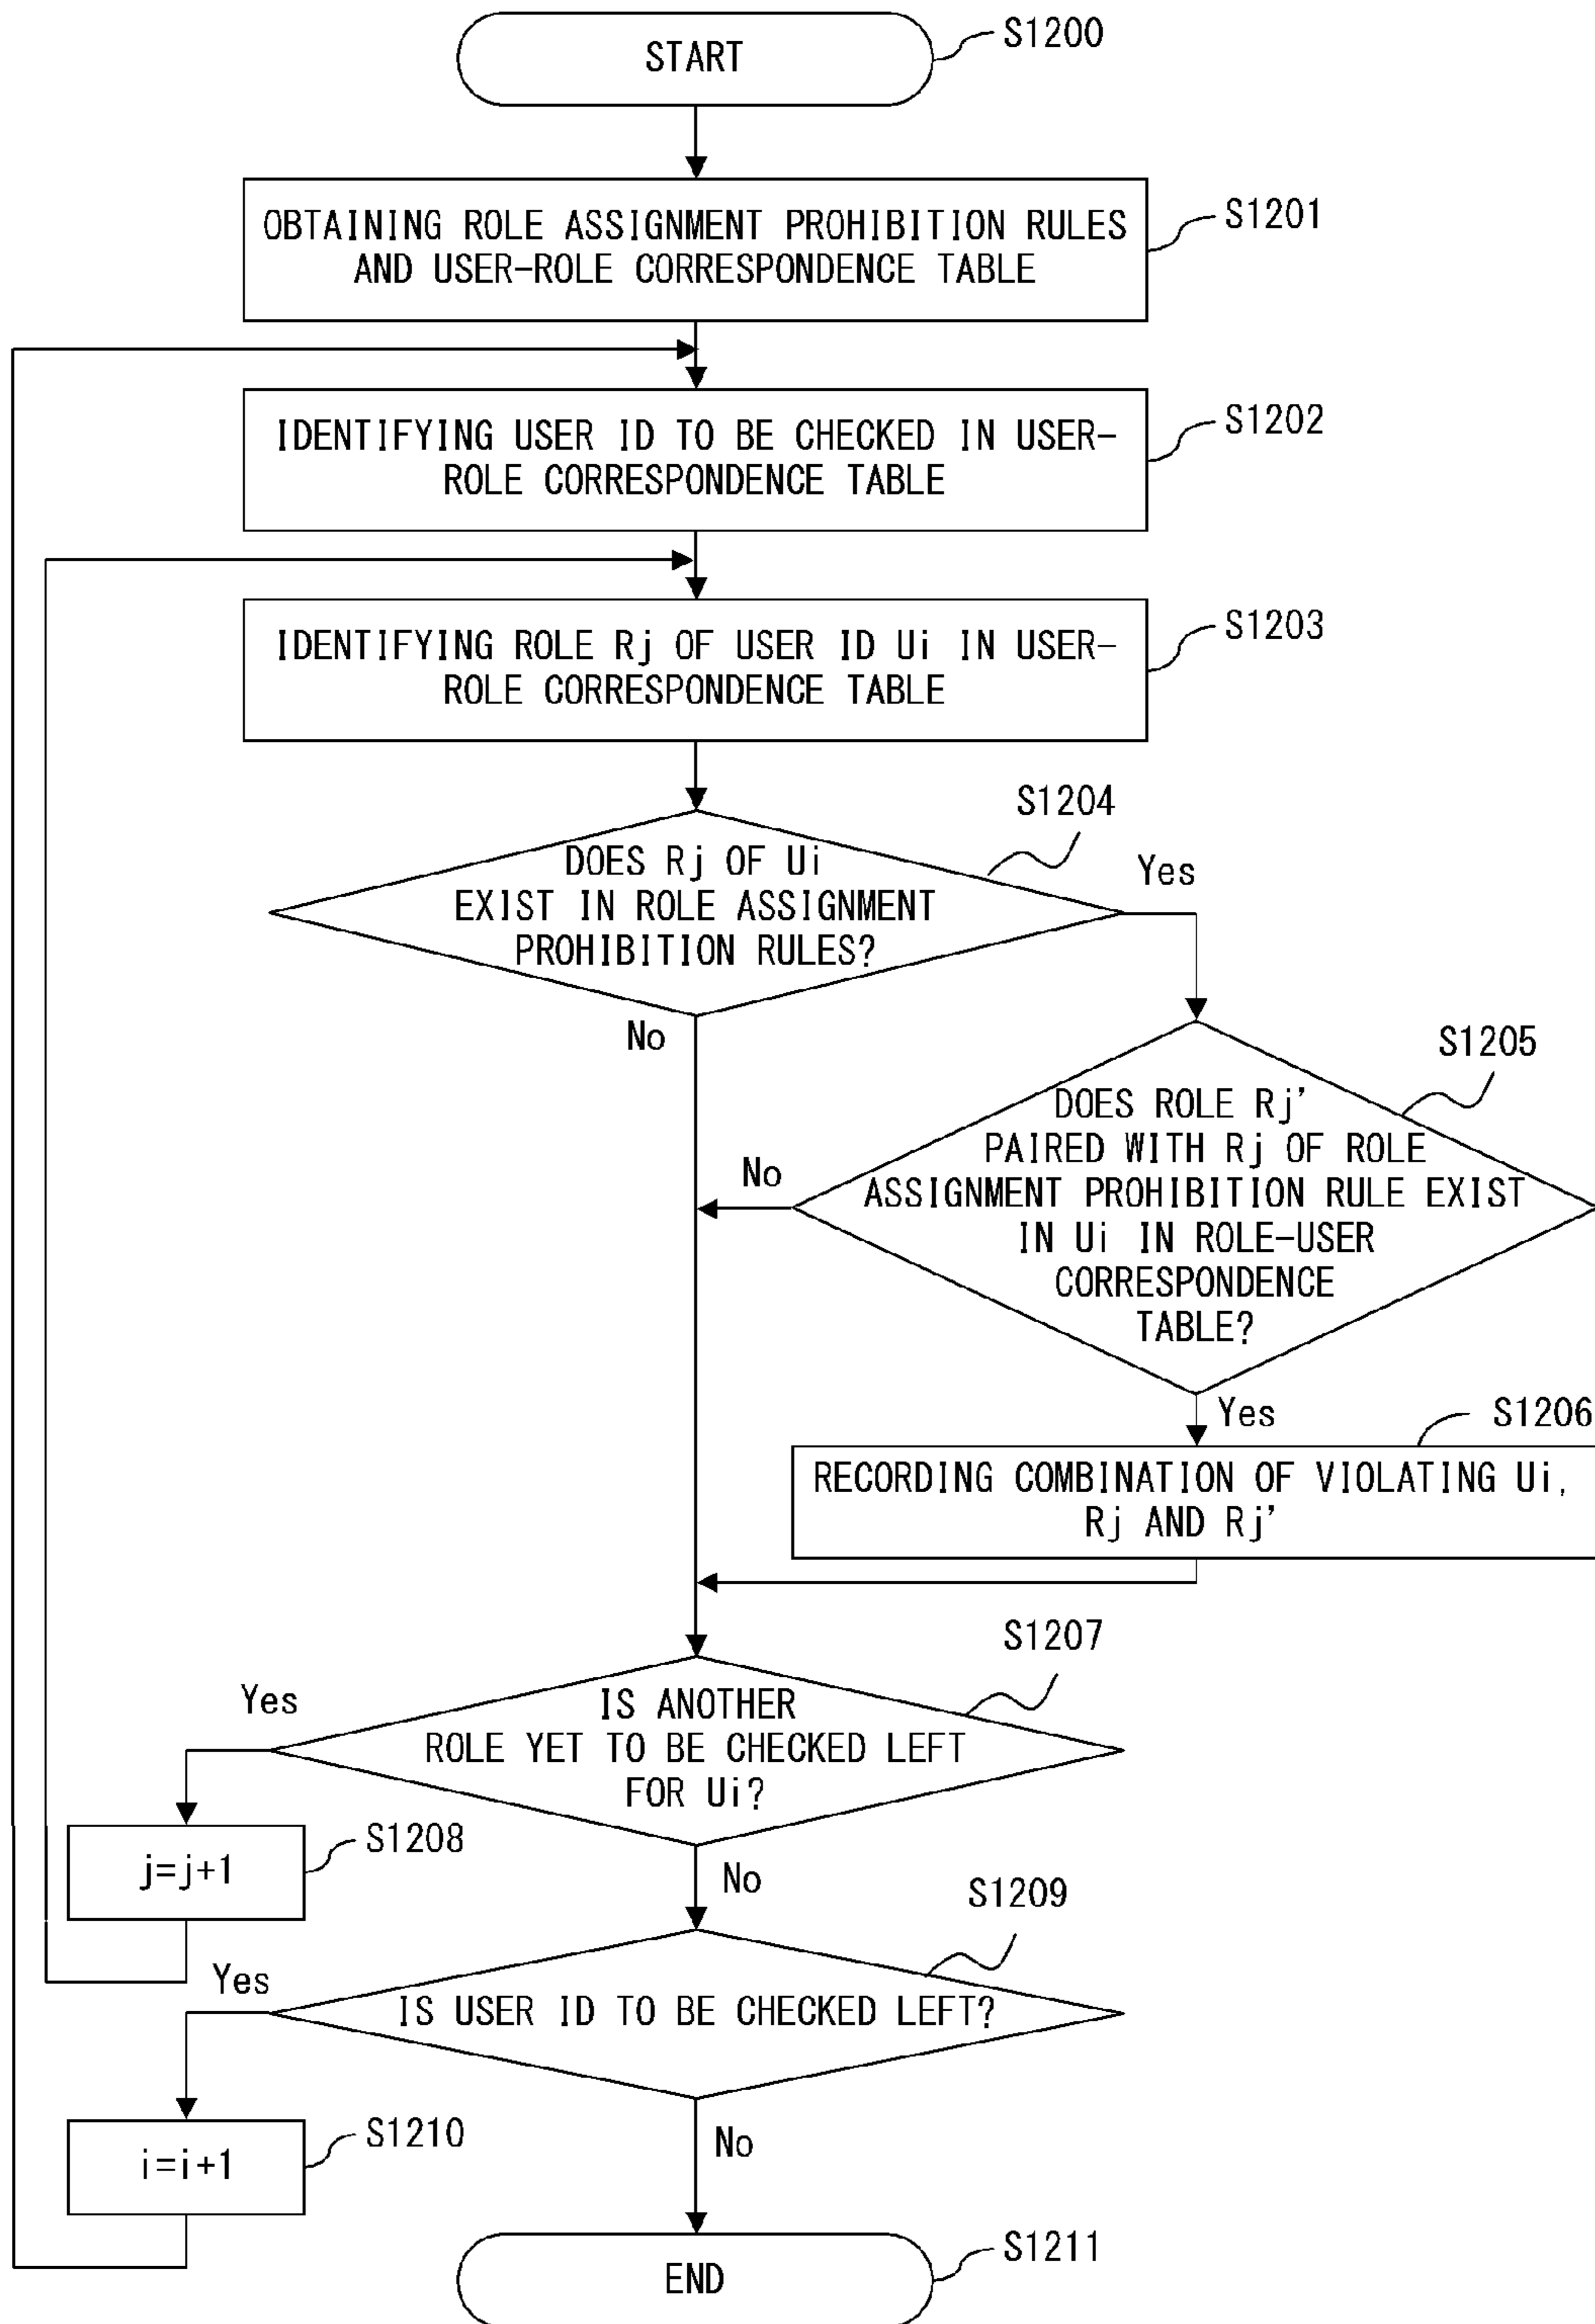 START
S1200
OBTAINING ROLE ASSIGNMENT PROHIBITION RULES
AND USER-ROLE CORRESPONDENCE TABLE
S1201
IDENTIFYING USER ID TO BE CHECKED IN USER-
ROLE CORRESPONDENCE TABLE
S1202
IDENTIFYING ROLE Rj OF USER ID Ui IN USER-
ROLE CORRESPONDENCE TABLE
S1203
S1204
DOES Rj OF Ui
EXIST IN ROLE ASSIGNMENT
PROHIBITION RULES?
Yes
No
S1205
DOES ROLE Rj'
PAIRED WITH Rj OF ROLE
ASSIGNMENT PROHIBITION RULE EXIST
IN Ui IN ROLE-USER
CORRESPONDENCE
TABLE?
No
Yes
S1206
RECORDING COMBINATION OF VIOLATING Ui,
Rj AND Rj'
S1207
IS ANOTHER
ROLE YET TO BE CHECKED LEFT
FOR Ui?
Yes
j=j+1
S1208
No
S1209
Yes
IS USER ID TO BE CHECKED LEFT?
i=i+1
S1210
No
END
S1211